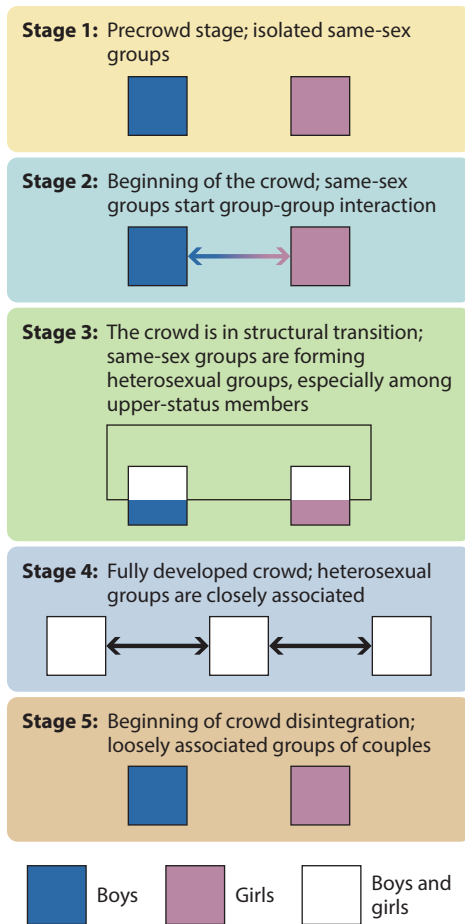 Stage 1: Precrowd stage; isolated same-sex
groups
Stage 2: Beginning of the crowd; same-sex
groups start group-group interaction
Stage 3: The crowd is in structural transition;
same-sex groups are forming
heterosexual groups, especially among
upper-status members
Stage 4: Fully developed crowd; heterosexual
groups are closely associated
Stage 5: Beginning of crowd disintegration;
loosely associated groups of couples
Boys
Girls
Boys and
girls